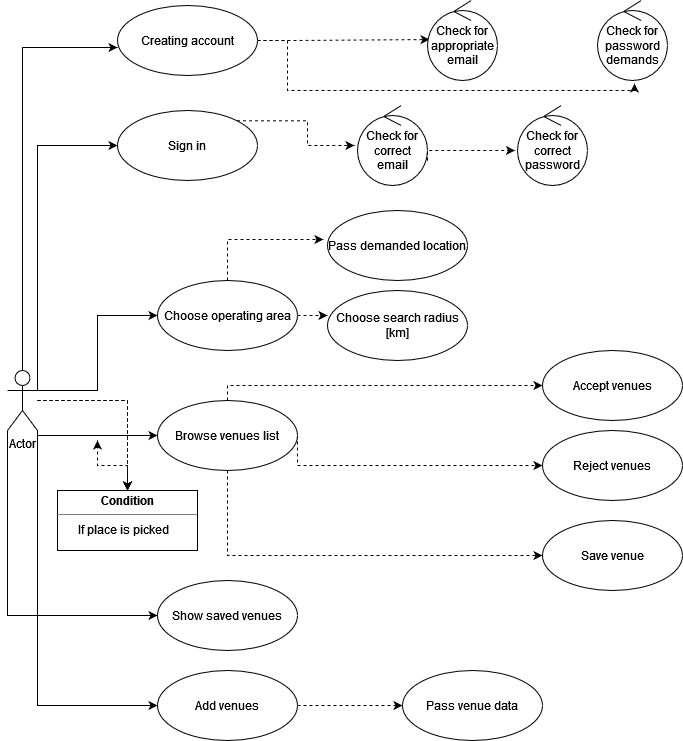 Creating account
Check for
appropriate
email
Check for
password
demands
Sign in
Check for
correct
email
Check for
correct
password
Pass demanded location
Choose operating area
Choose search radius
[km]
Accept venues
Actor
Browse venues list
Reject venues
Condition
If place is picked
Save venue
Show saved venues
Add venues
Pass venue data